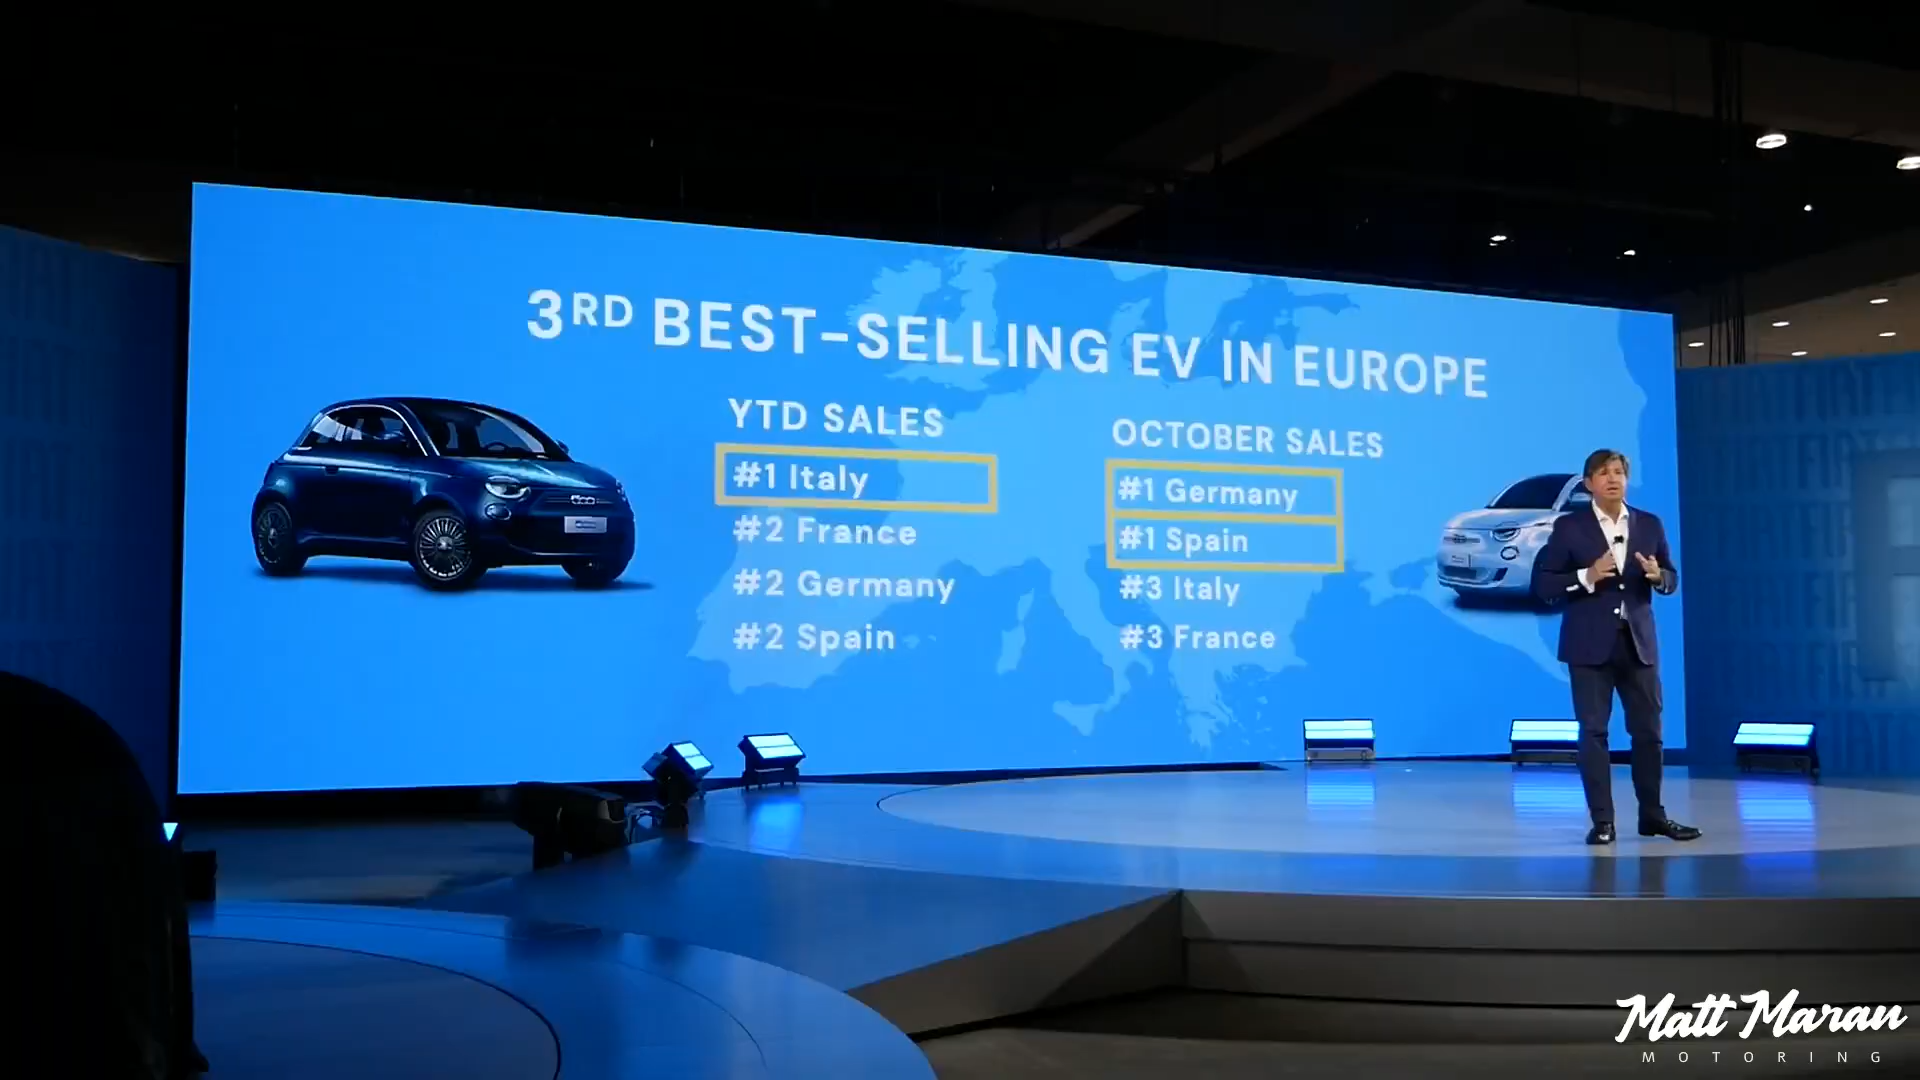 3RD BEST-SELLING EV IN EUROPE
YTD SALES
#1 Italy
#2 France
#2 Germany
#2 Spain
OCTOBER SALES
#1 Germany
#1 Spain
#3 Italy
#3 France
Matt Maran
MOTORING